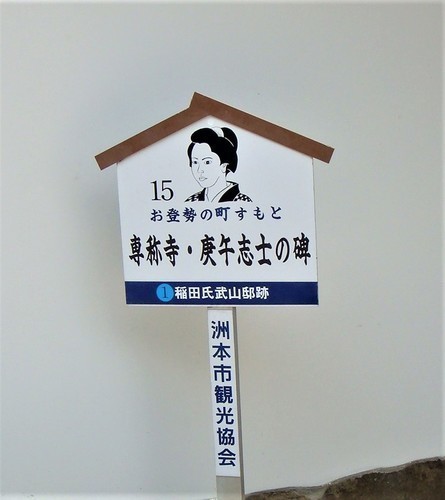 15
お登勢の町すもと
専称寺・庚午志士の碑
1 稲田氏武山邸跡
洲本市観光協会